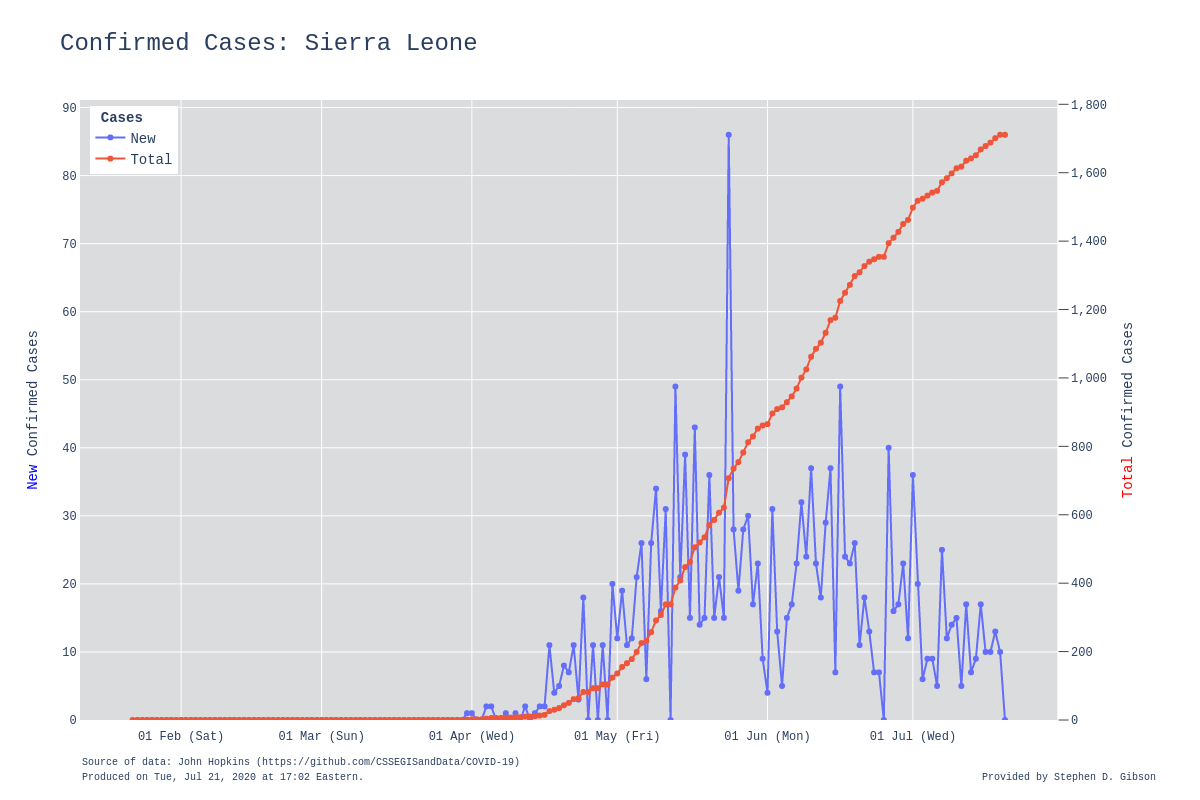 Confirmed Cases: Sierra Leone
Cases
New
Total
90
80
70
60
50
40
30
20
10
0
1,800
1,600
1,400
1,200
1,000
800
600
400
200
0
New Confirmed Cases
Total Confirmed Cases
01 Feb (Sat)
01 Mar (Sun)
01 Apr (Wed)
01 May (Fri)
01 Jun (Mon)
01 Jul (Wed)
Source of data: John Hopkins (https://github.com/CSSEGISandData/COVID-19)
Produced on Tue, Jul 21, 2020 at 17:02 Eastern.
Provided by Stephen D. Gibson